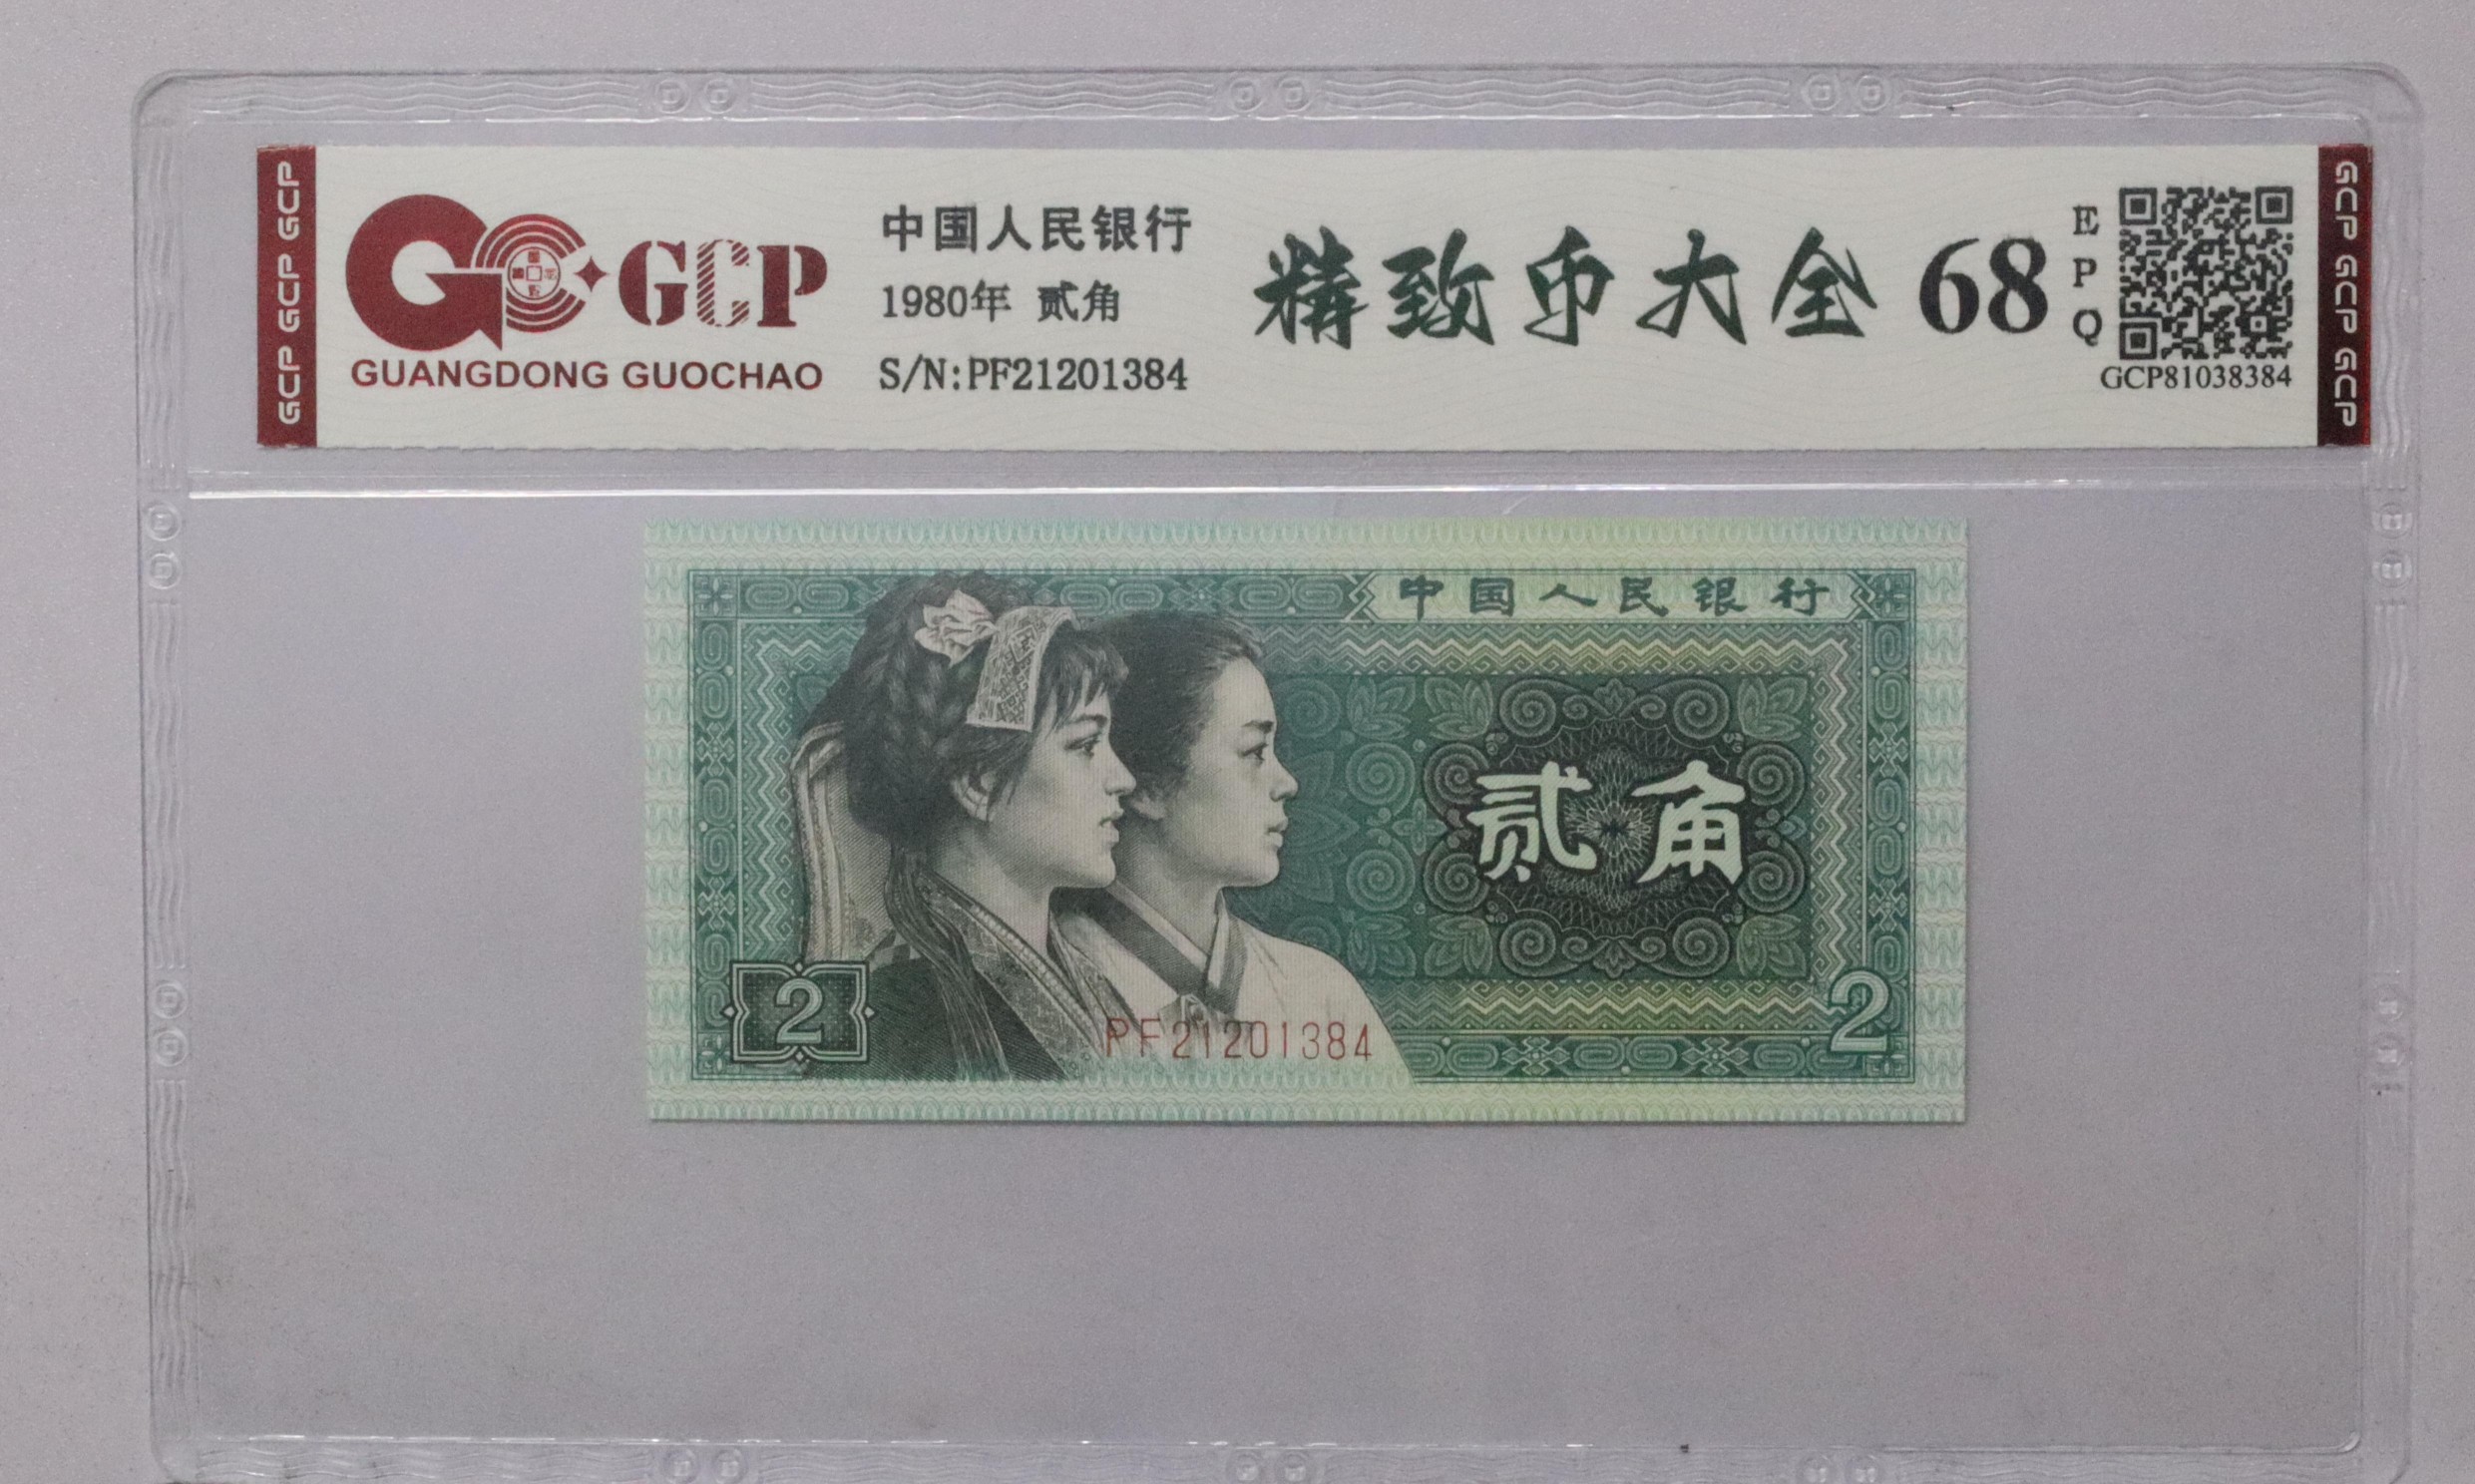 GCP GCP GCP
GCP
GUANGDONG GUOCHAO
中国人民银行
1980年 贰角
S/N:PF21201384
精致币大全 68
EPQ
GCP81038384
GCP GCP GCP
中国人民银行
贰角
2
PF21201384
2